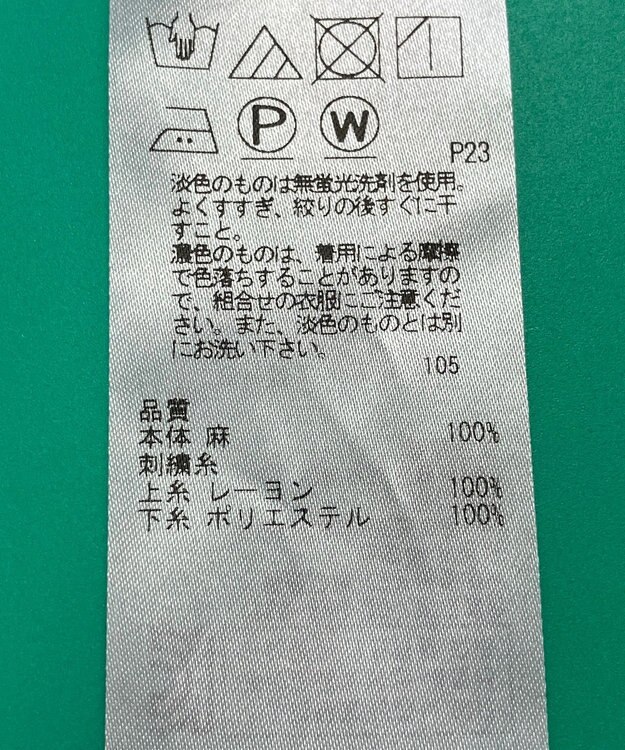 P W
P23
淡色のものは無蛍光洗剤を使用。
よくすすぎ、絞りの後すぐに干
すこと。
濃色のものは、着用による摩擦
で色落ちすることがありますの
で、組合せの衣服にご注意くだ
さい。また、淡色のものとは別
にお洗い下さい。
105
品質
本体 麻 100%
刺繍糸
上糸 レーヨン 100%
下糸 ポリエステル 100%